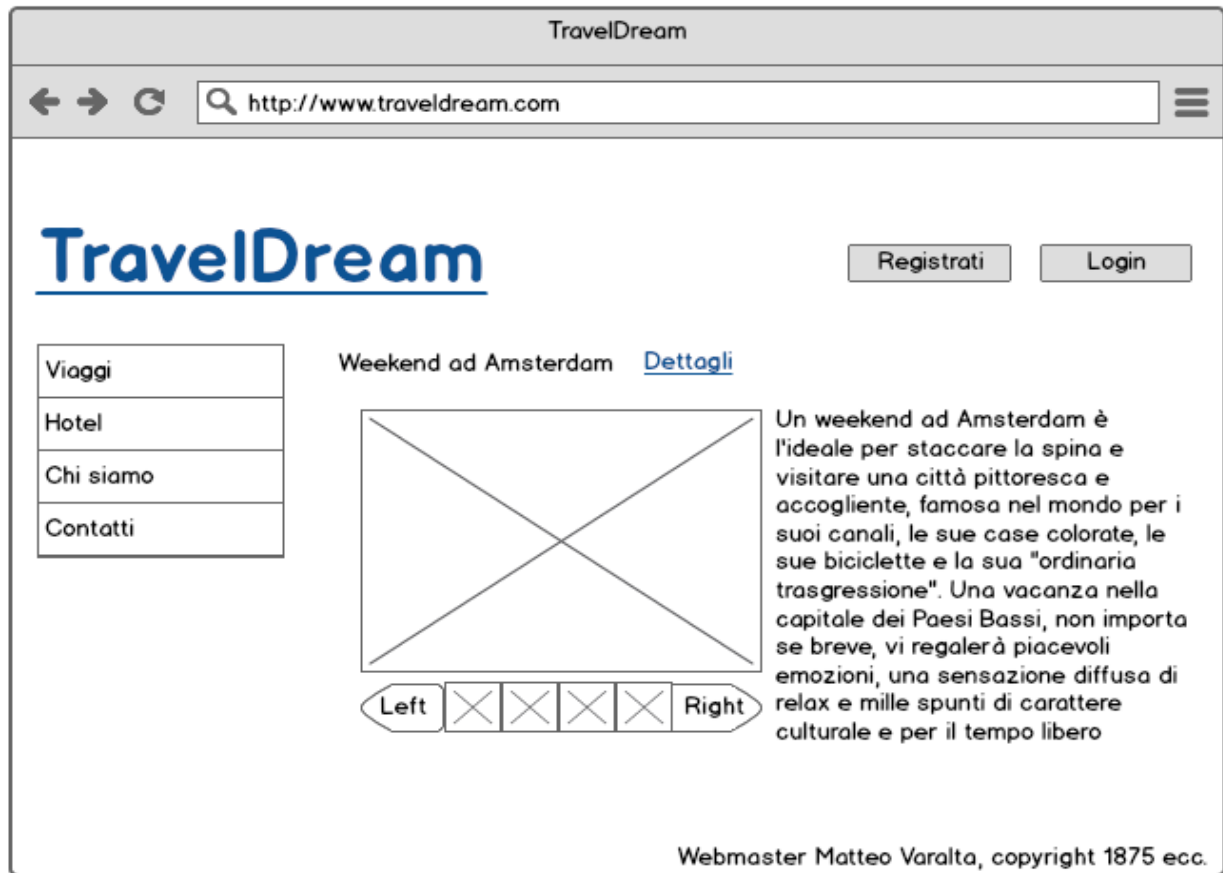 TravelDream
http://www.traveldream.com
TravelDream
Registrati
Login
Viaggi
Hotel
Chi siamo
Contatti
Weekend ad Amsterdam Dettagli
Un weekend ad Amsterdam è
l'ideale per staccare la spina e
visitare una città pittoresca e
accogliente, famosa nel mondo per i
suoi canali, le sue case colorate, le
sue biciclette e la sua "ordinaria
trasgressione". Una vacanza nella
capitale dei Paesi Bassi, non importa
se breve, vi regalerà piacevoli
emozioni, una sensazione diffusa di
relax e mille spunti di carattere
culturale e per il tempo libero
Left
Right
Webmaster Matteo Varalta, copyright 1875 ecc.